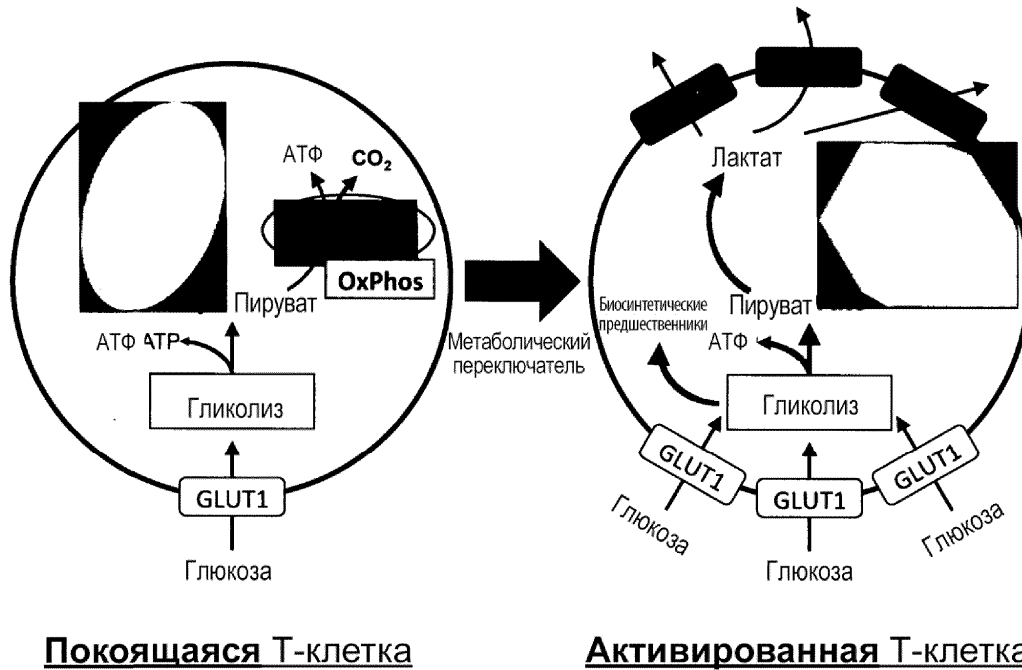 АТФ
CO₂
OxPhos
Пируват
АТФ АТР
Гликолиз
GLUT1
Глюкоза
Покоящаяся Т-клетка
Метаболический
переключатель
Лактат
Биосинтетические
предшественники
Пируват
АТФ
Гликолиз
GLUT1
GLUT1
GLUT1
Глюкоза
Глюкоза
Глюкоза
Активированная Т-клетка